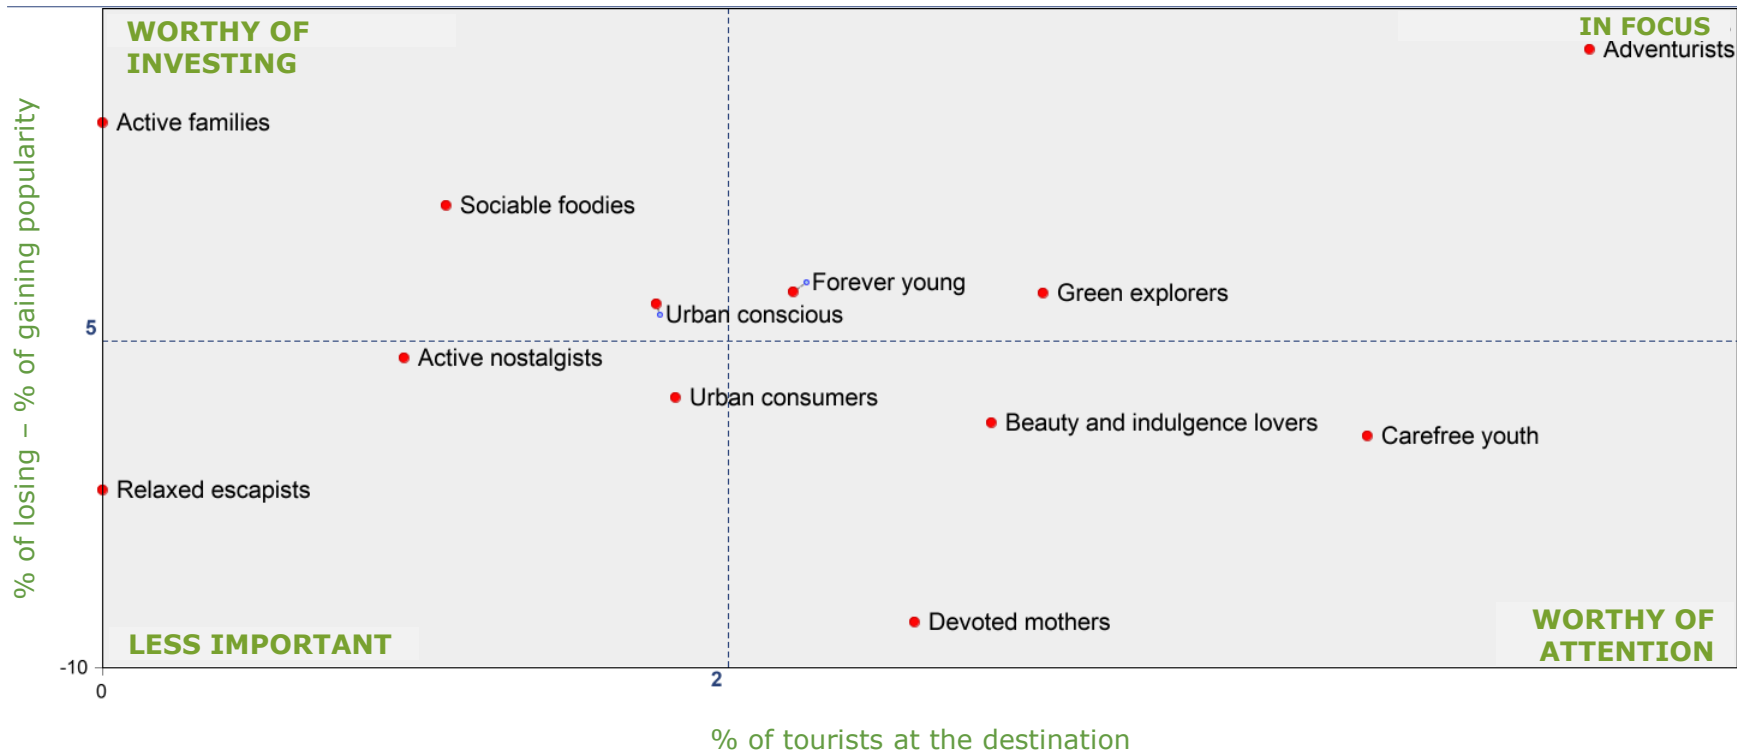 WORTHY OF
INVESTING
IN FOCUS
Adventurists
Active families
Sociable foodies
Forever young
Green explorers
Urban conscious
5
Active nostalgists
Urban consumers
Beauty and indulgence lovers
Carefree youth
Relaxed escapists
Devoted mothers
LESS IMPORTANT
WORTHY OF
ATTENTION
-10
0
2
% of losing – % of gaining popularity
% of tourists at the destination